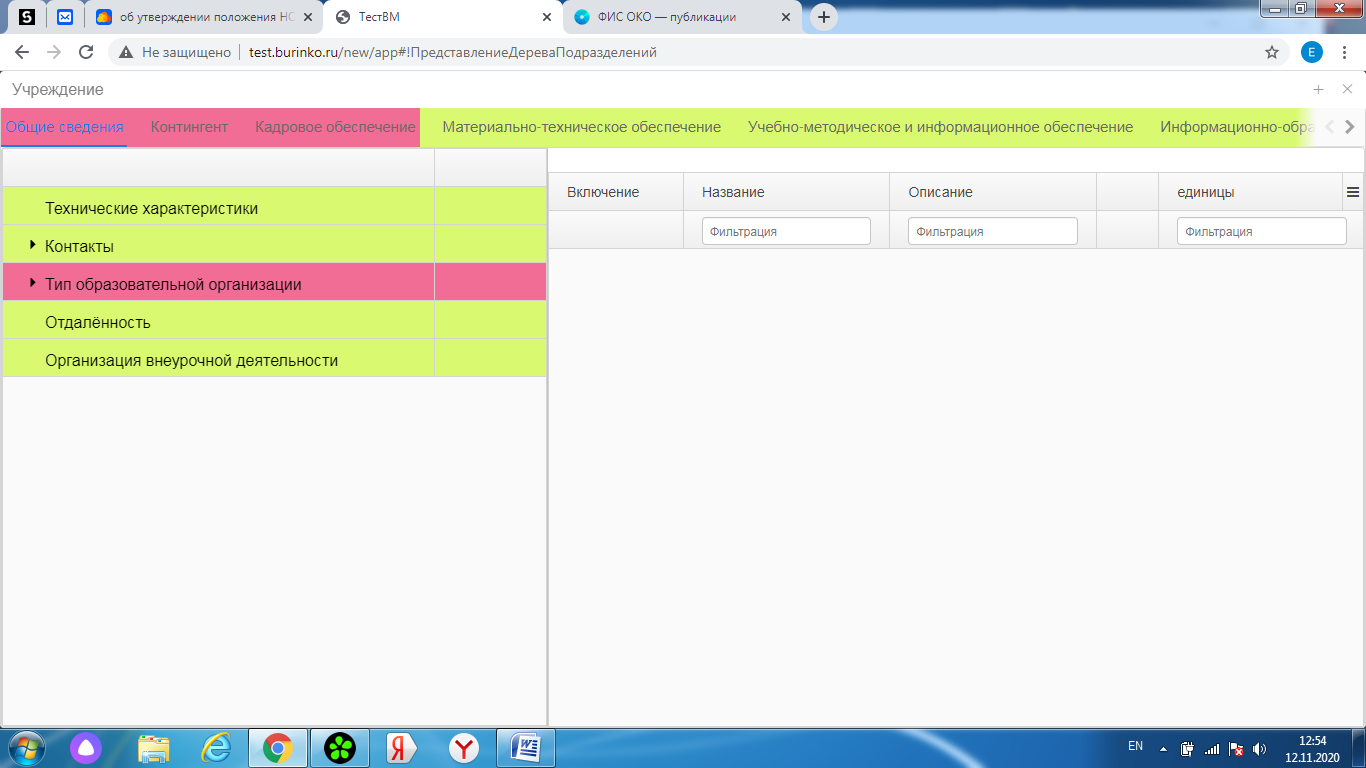 об утверждении положения НС
ТестВМ
ФИС ОКО — публикации
Не защищено
test.burinko.ru/new/app#!ПредставлениеДереваПодразделений
E
Учреждение
Общие сведения
Контингент
Кадровое обеспечение
Материально-техническое обеспечение
Учебно-методическое и информационное обеспечение
Информационно-обра
Технические характеристики
Контакты
Тип образовательной организации
Отдалённость
Организация внеурочной деятельности
Включение
Название
Описание
единицы
Фильтрация
Фильтрация
Фильтрация
EN
12:54
12.11.2020